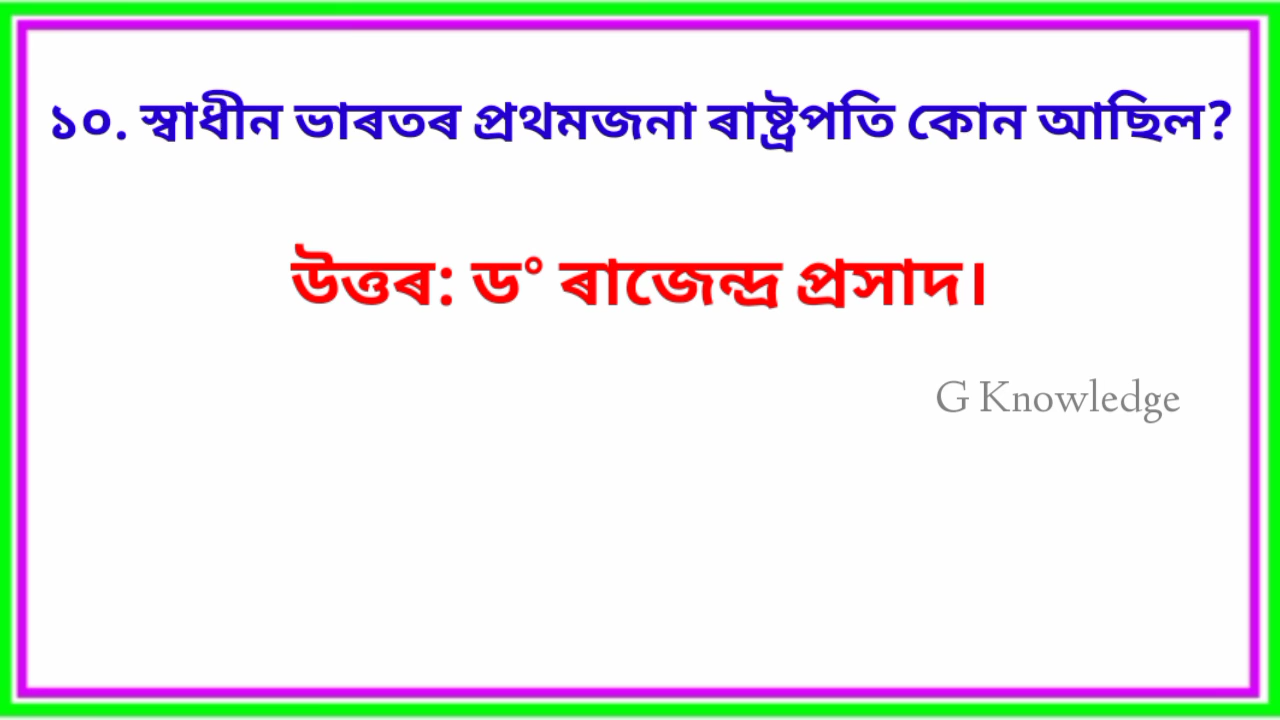 ১০. স্বাধীন ভাৰতৰ প্ৰথমজনা ৰাষ্ট্ৰপতি কোন আছিল?
উত্তৰ: ড° ৰাজেন্দ্ৰ প্ৰসাদ।
G Knowledge